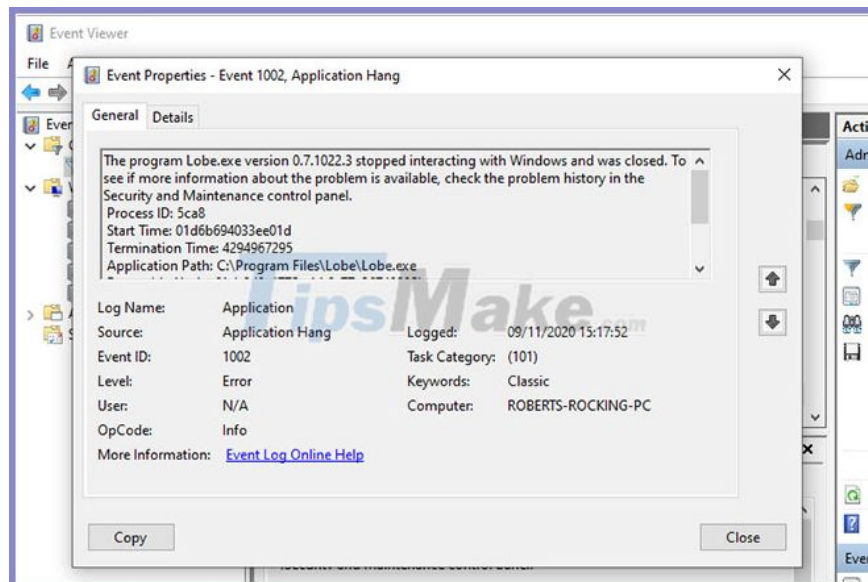 Event Viewer
File
Event Properties - Event 1002, Application Hang
General Details
The program Lobe.exe version 0.7.1022.3 stopped interacting with Windows and was closed. To
see if more information about the problem is available, check the problem history in the
Security and Maintenance control panel.
Process ID: 5ca8
Start Time: 01d6b694033ee01d
Termination Time: 4294967295
Application Path: C:\Program Files\Lobe\Lobe.exe
TipsMake.com
Log Name: Application
Source: Application Hang Logged: 09/11/2020 15:17:52
Event ID: 1002 Task Category: (101)
Level: Error Keywords: Classic
User: N/A Computer: ROBERTS-ROCKING-PC
OpCode: Info
More Information: Event Log Online Help
Copy Close
Even
Acti
Adr
Eve